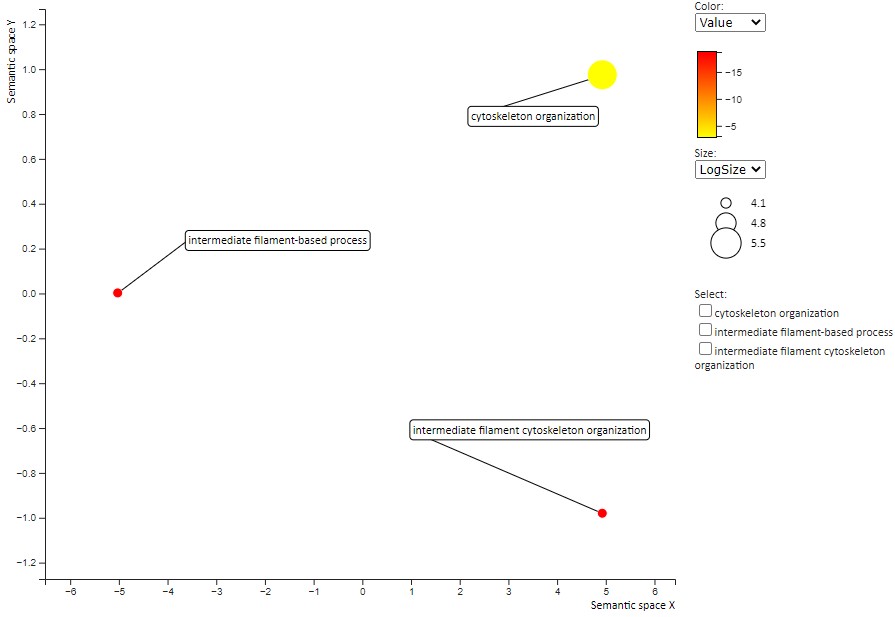 Semantic space Y
1.2
1.0
0.8
0.6
0.4
0.2
0.0
−0.2
−0.4
−0.6
−0.8
−1.0
−1.2
cytoskeleton organization
intermediate filament-based process
intermediate filament cytoskeleton organization
−6 −5 −4 −3 −2 −1 0 1 2 3 4 5 6
Semantic space X
Color:
Value
−15
−10
−5
Size:
LogSize
4.1
4.8
5.5
Select:
cytoskeleton organization
intermediate filament-based process
intermediate filament cytoskeleton
organization